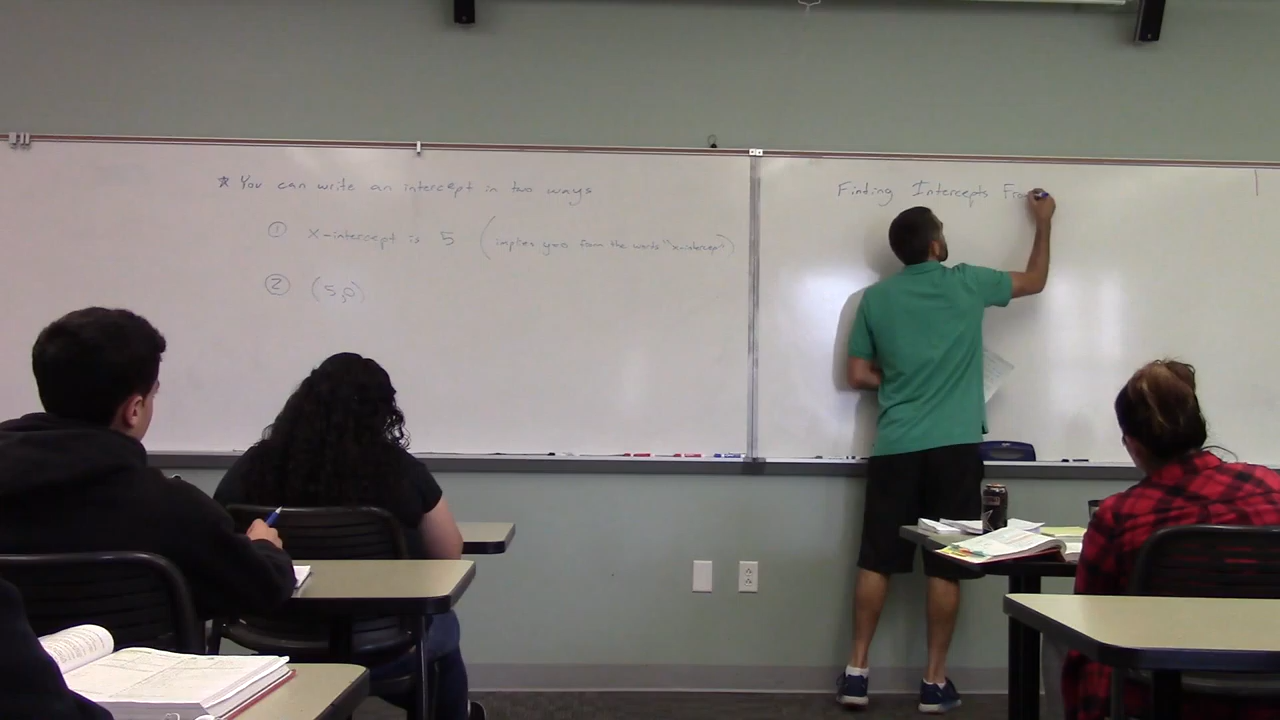 * You can write an intercept in two ways
① x-intercept is 5 (implies comes from the words "x-intercept")
② (5,0)
Finding Intercepts Fro